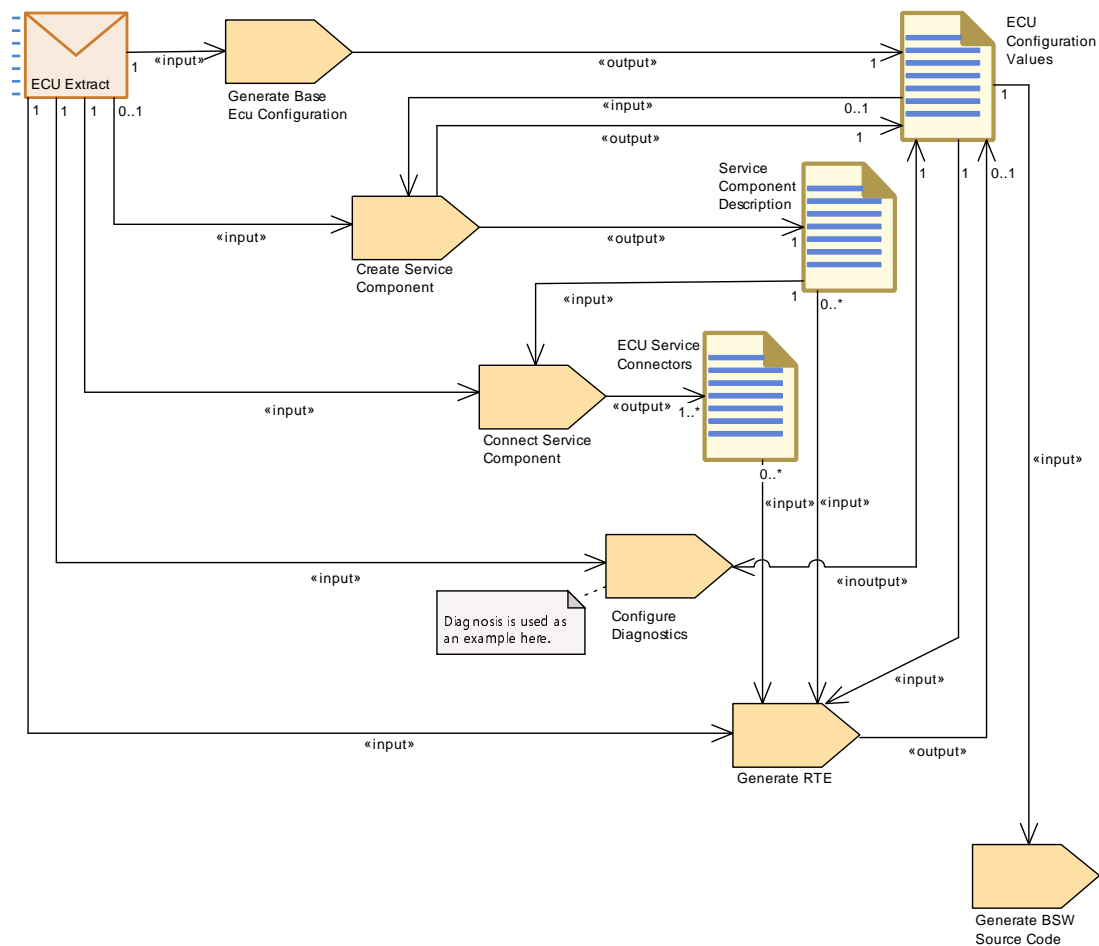 ECU
Configuration
Values
ECU Extract
1
«input»
Generate Base
Ecu Configuration
«output»
1
1
1
1
1
0..1
«input»
0..1
«output»
1
1
1
0..1
Service
Component
Description
«input»
«output»
1
Create Service
Component
«input»
1
0..*
ECU Service
Connectors
«input»
«output»
1..*
Connect Service
Component
«input»
0..*
«input»
«input»
«input»
«inoutput»
Diagnosis is used as
an example here.
Configure
Diagnostics
«input»
«input»
«output»
Generate RTE
Generate BSW
Source Code